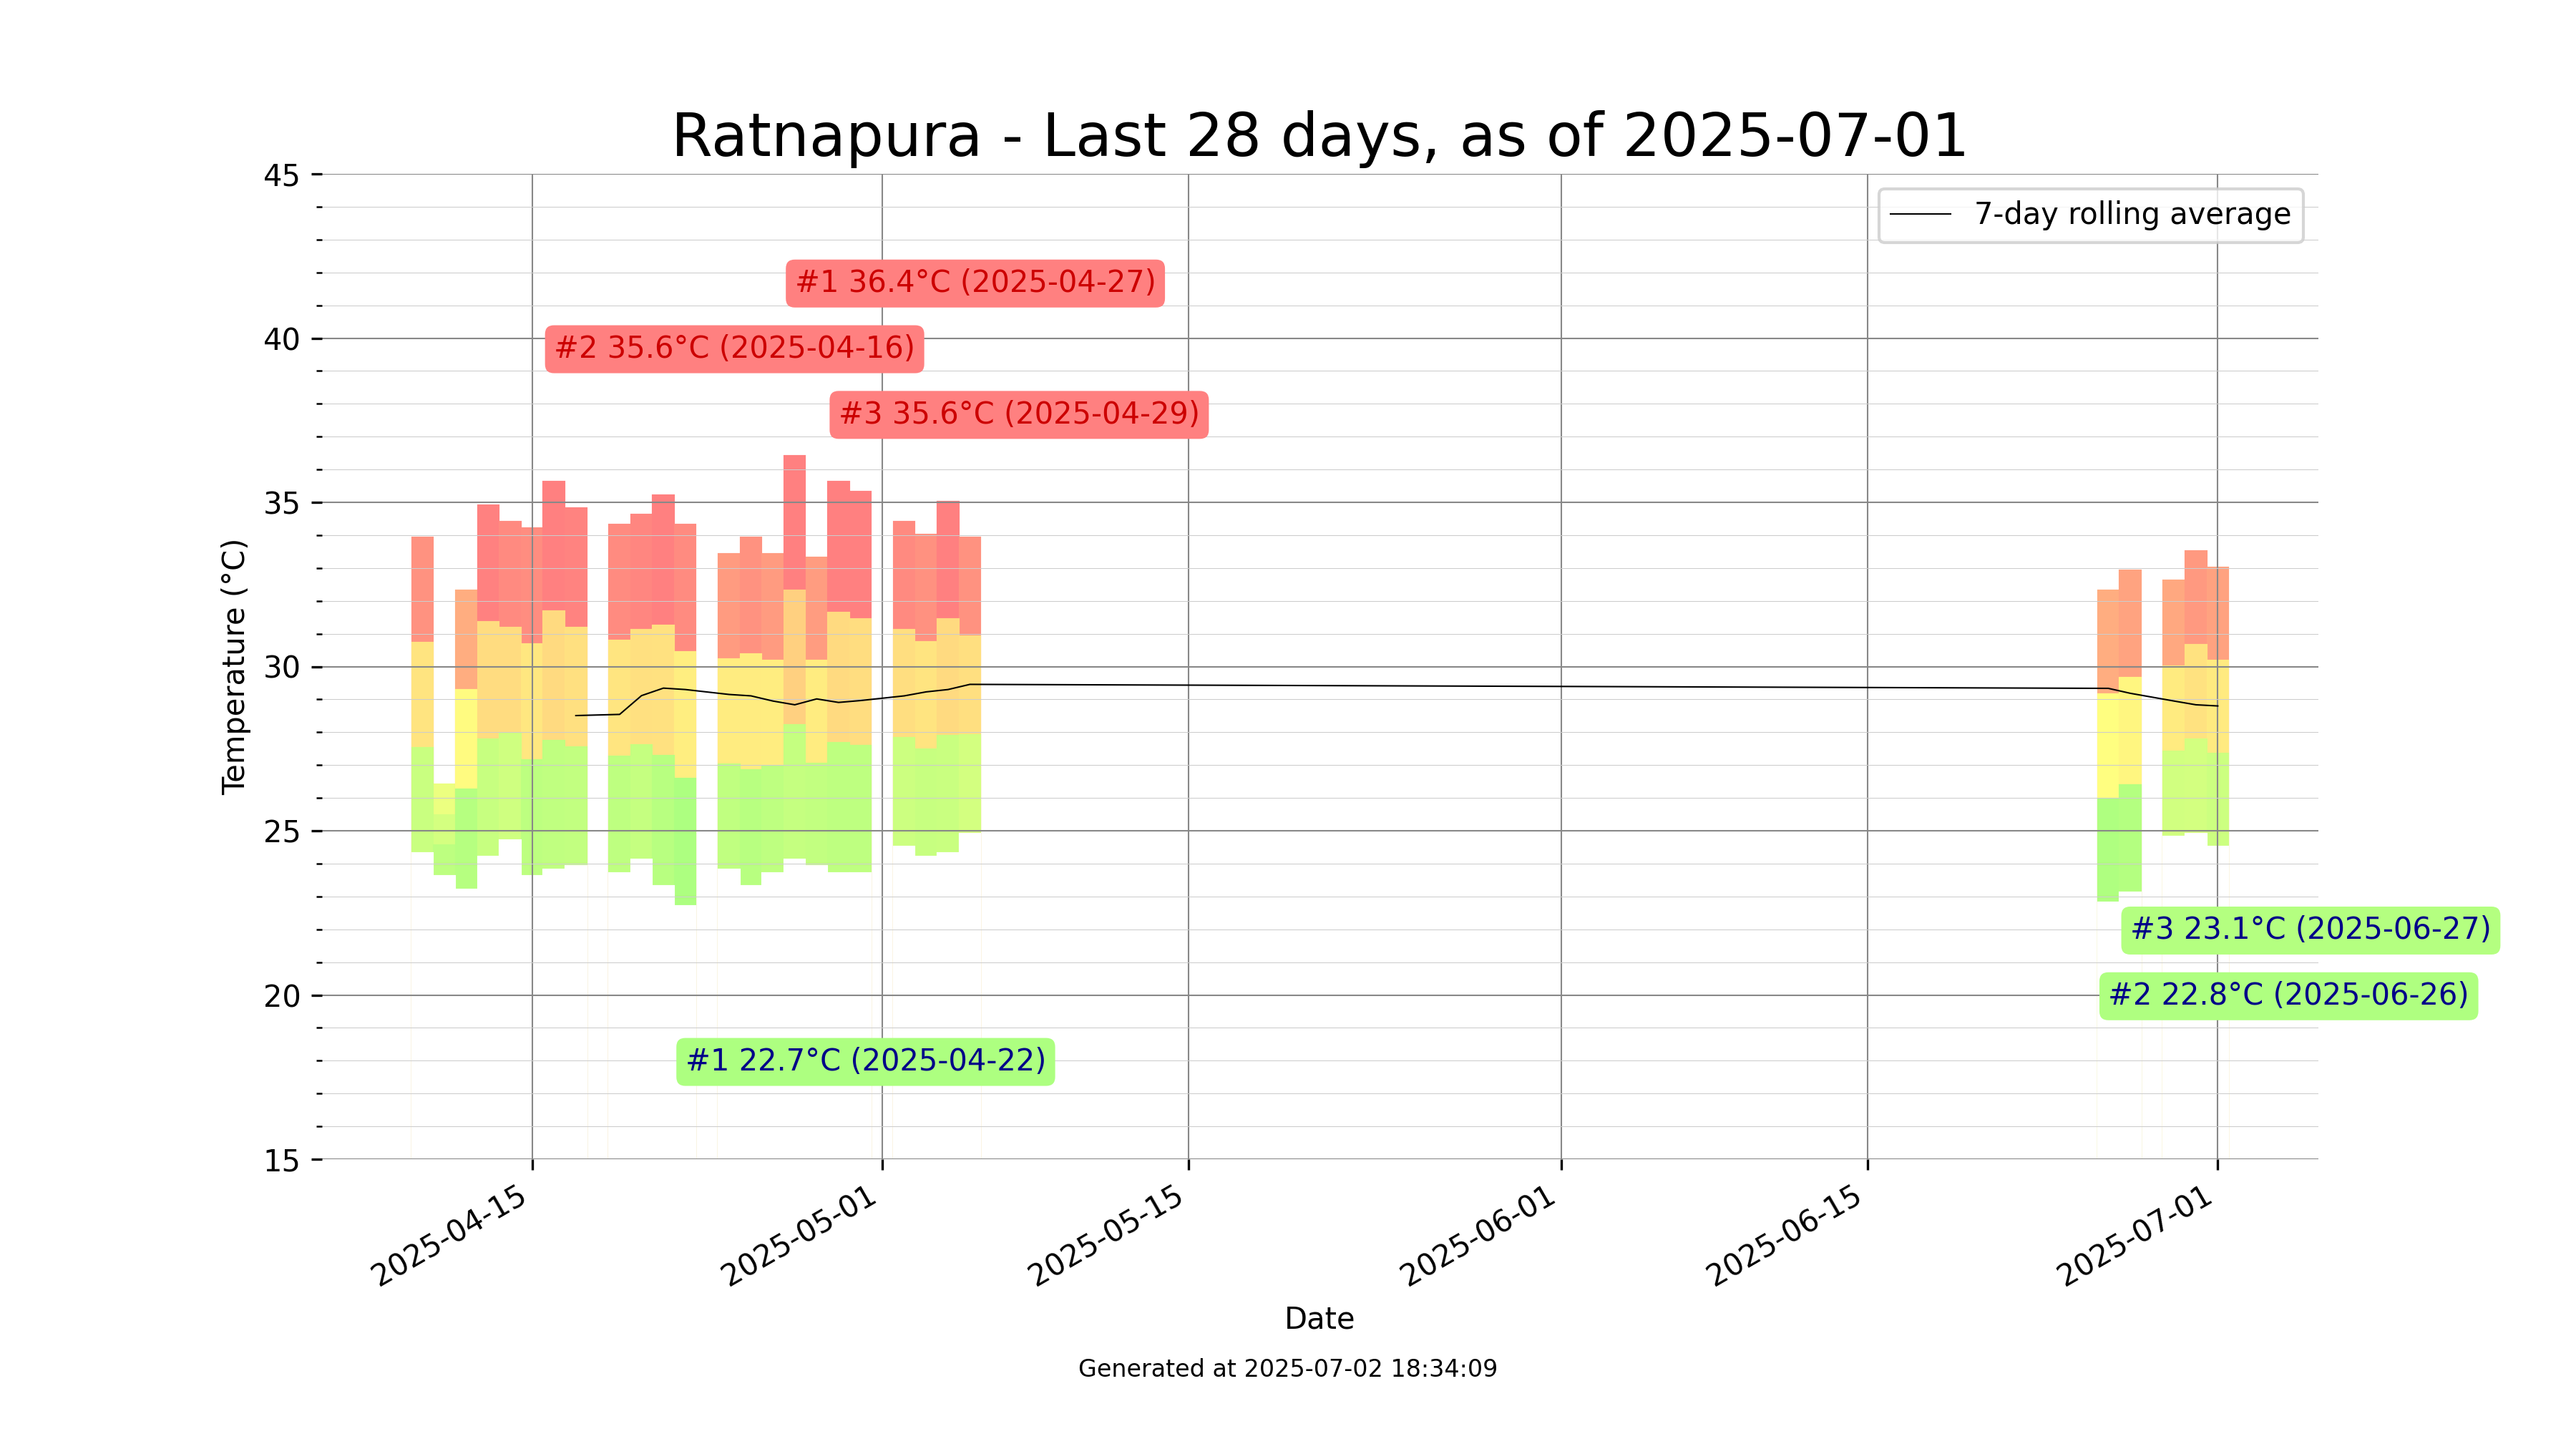 Ratnapura - Last 28 days, as of 2025-07-01
45
40
35
30
25
20
15
Temperature (°C)
7-day rolling average
#1 36.4°C (2025-04-27)
#2 35.6°C (2025-04-16)
#3 35.6°C (2025-04-29)
#3 23.1°C (2025-06-27)
#2 22.8°C (2025-06-26)
#1 22.7°C (2025-04-22)
2025-04-15
2025-05-01
2025-05-15
2025-06-01
2025-06-15
2025-07-01
Date
Generated at 2025-07-02 18:34:09